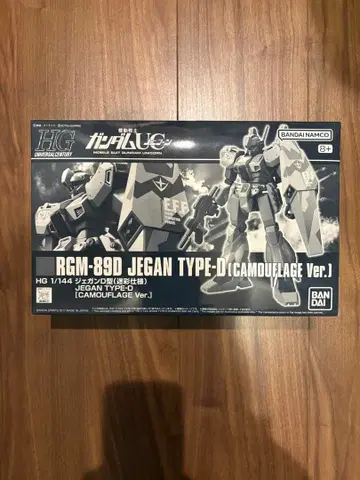 HG
UNIVERSAL CENTURY
機動戦士
ガンダムUC
MOBILE SUIT GUNDAM UNICORN
BANDAI NAMCO
8+
E.F.F.
E.F.F.
RGM-89D JEGAN TYPE-D [CAMOUFLAGE Ver.]
HG 1/144 ジェガンD型(迷彩仕様)
JEGAN TYPE-D
[CAMOUFLAGE Ver.]
BAN
DAI